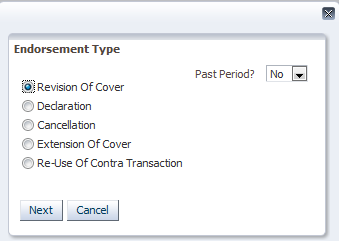 Endorsement Type
Past Period? No
Revision Of Cover
Declaration
Cancellation
Extension Of Cover
Re-Use Of Contra Transaction
Next Cancel